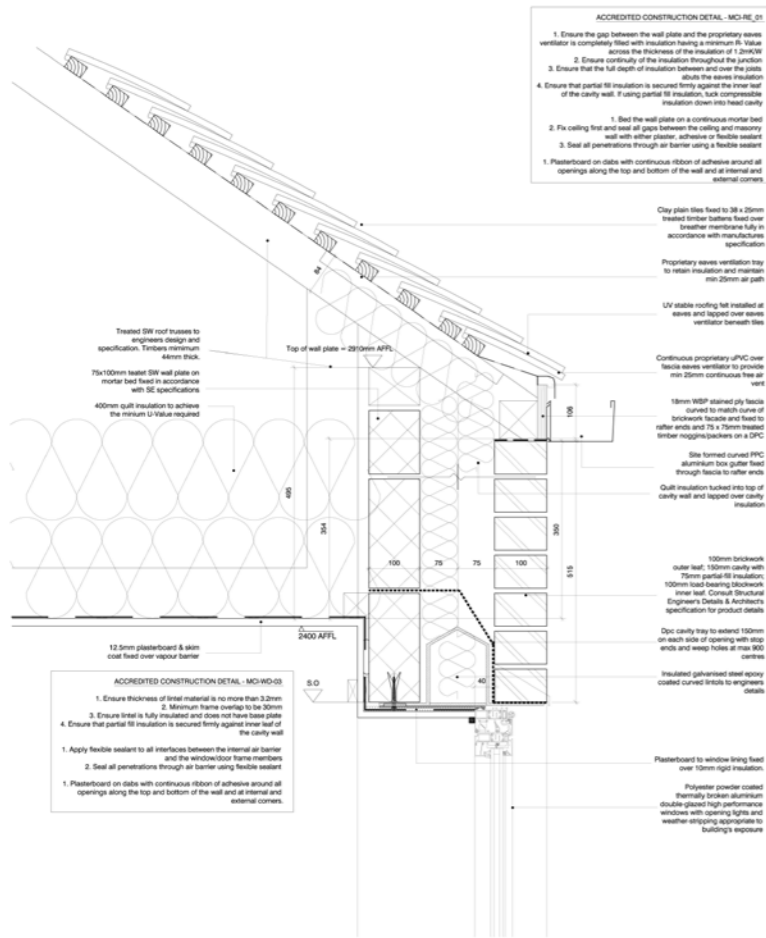 ACCREDITED CONSTRUCTION DETAIL - MCI-RE_01
1. Ensure the gap between the wall plate and the proprietary eaves
ventilator is completely filled with insulation having a minimum R- Value
across the thickness of the insulation of 1.2mK/W
2. Ensure continuity of the insulation throughout the junction
3. Ensure that the full depth of insulation between and over the joists
abuts the eaves insulation
4. Ensure that partial fill insulation is secured firmly against the inner leaf
of the cavity wall. If using partial fill insulation, tuck compressible
insulation down into head cavity
1. Bed the wall plate on a continuous mortar bed
2. Fix ceiling first and seal all gaps between the ceiling and masonry
wall with either plaster, adhesive or flexible sealant
3. Seal all penetrations through air barrier using a flexible sealant
1. Plasterboard on dabs with continuous ribbon of adhesive around all
openings along the top and bottom of the wall and at internal and
external corners
Clay plain tiles fixed to 38 x 25mm
treated timber battens fixed over
breather membrane fully in
accordance with manufactures
specification
Proprietary eaves ventilation tray
to retain insulation and maintain
min 25mm air path
UV stable roofing felt installed at
eaves and lapped over eaves
ventilator beneath tiles
Continuous proprietary uPVC over
fascia eaves ventilator to provide
min 25mm continuous free air
vent
18mm WBP stained ply fascia
curved to match curve of
brickwork facade and fixed to
rafter ends and 75 x 75mm treated
timber noggins/packers on a DPC
Site formed curved PPC
aluminium box gutter fixed
through fascia to rafter ends
Quilt insulation tucked into top of
cavity wall and lapped over cavity
insulation
100mm brickwork
outer leaf; 150mm cavity with
75mm partial-fill insulation;
100mm load-bearing blockwork
inner leaf. Consult Structural
Engineer's Details & Architect's
specification for product details
Dpc cavity tray to extend 150mm
on each side of opening with stop
ends and weep holes at max 900
centres
Insulated galvanised steel epoxy
coated curved lintols to engineers
details
Plasterboard to window lining fixed
over 10mm rigid insulation.
Polyester powder coated
thermally broken aluminium
double-glazed high performance
windows with opening lights and
weather-stripping appropriate to
building's exposure
Treated SW roof trusses to
engineers design and
specification. Timbers mimimum
44mm thick.
75x100mm teatet SW wall plate on
mortar bed fixed in accordance
with SE specifications
400mm quilt insulation to achieve
the minium U-Value required
Top of wall plate = 2910mm AFFL
84
106
495
354
390
515
100
75
75
100
40
2400 AFFL
S.O
12.5mm plasterboard & skim
coat fixed over vapour barrier
ACCREDITED CONSTRUCTION DETAIL - MCI-WD-03
1. Ensure thickness of lintel material is no more than 3.2mm
2. Minimum frame overlap to be 30mm
3. Ensure lintel is fully insulated and does not have base plate
4. Ensure that partial fill insulation is secured firmly against inner leaf of
the cavity wall
1. Apply flexible sealant to all interfaces between the internal air barrier
and the window/door frame members
2. Seal all penetrations through air barrier using flexible sealant
1. Plasterboard on dabs with continuous ribbon of adhesive around all
openings along the top and bottom of the wall and at internal and
external corners.